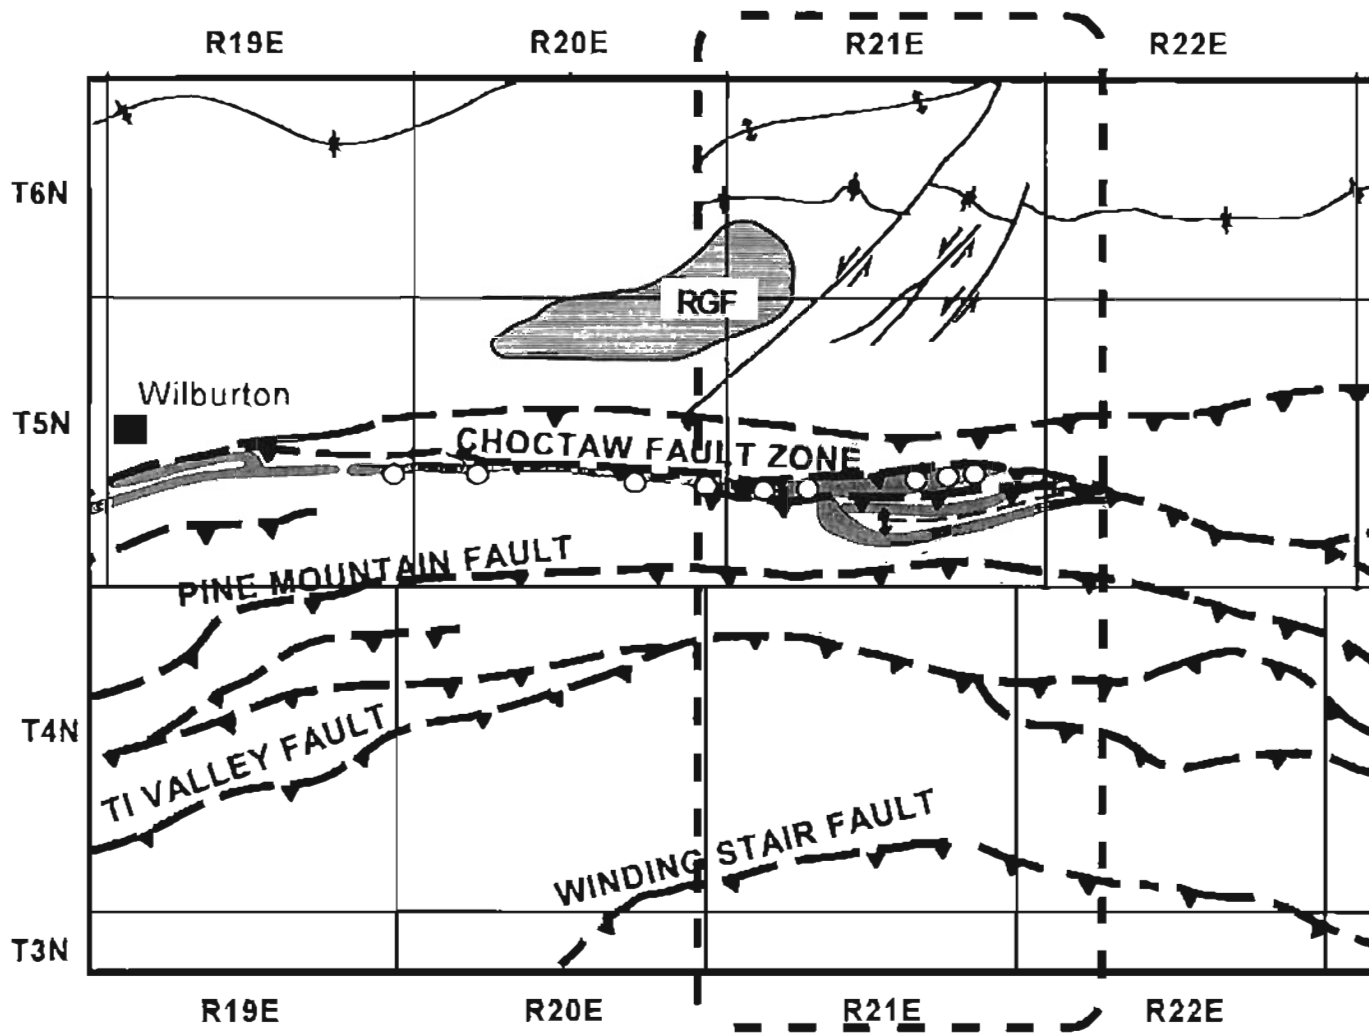 R19E R20E R21E R22E
T6N
RGF
Wilburton
T5N
CHOCTAW FAULT ZONE
PINE MOUNTAIN FAULT
T4N
TI VALLEY FAULT
WINDING STAIR FAULT
T3N
R19E R20E R21E R22E